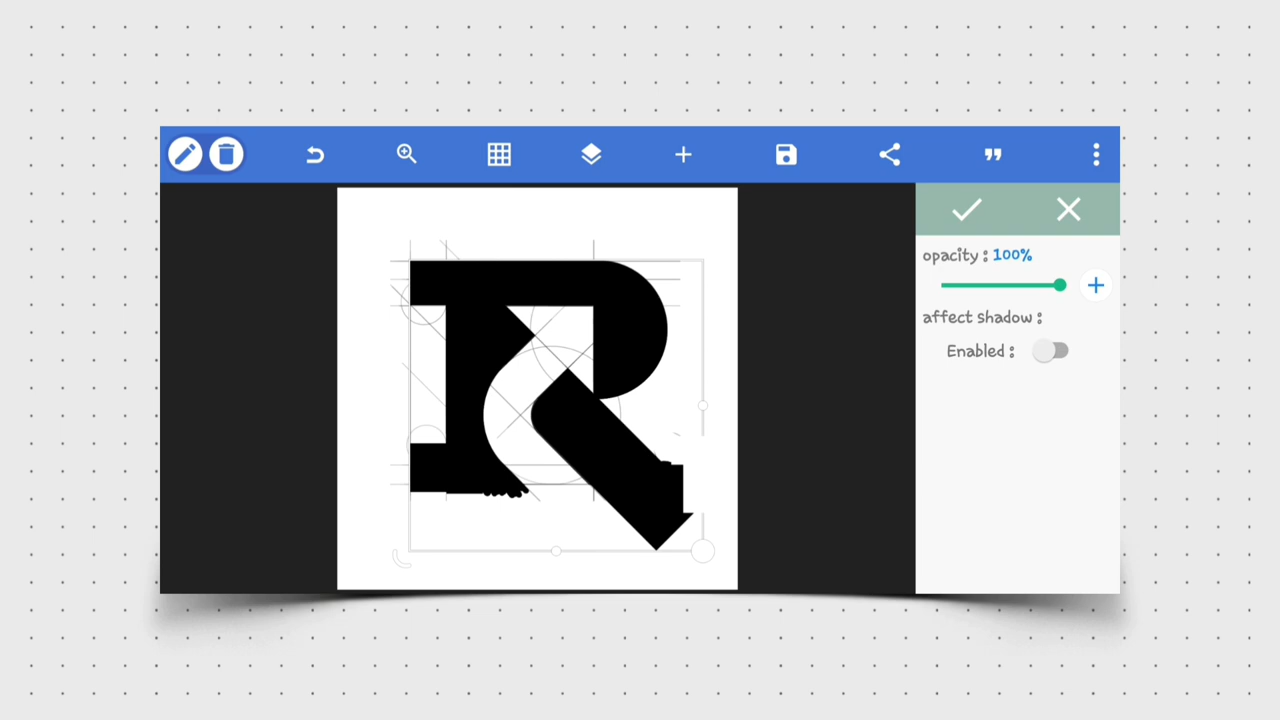 R
opacity : 100%
affect shadow :
Enabled :